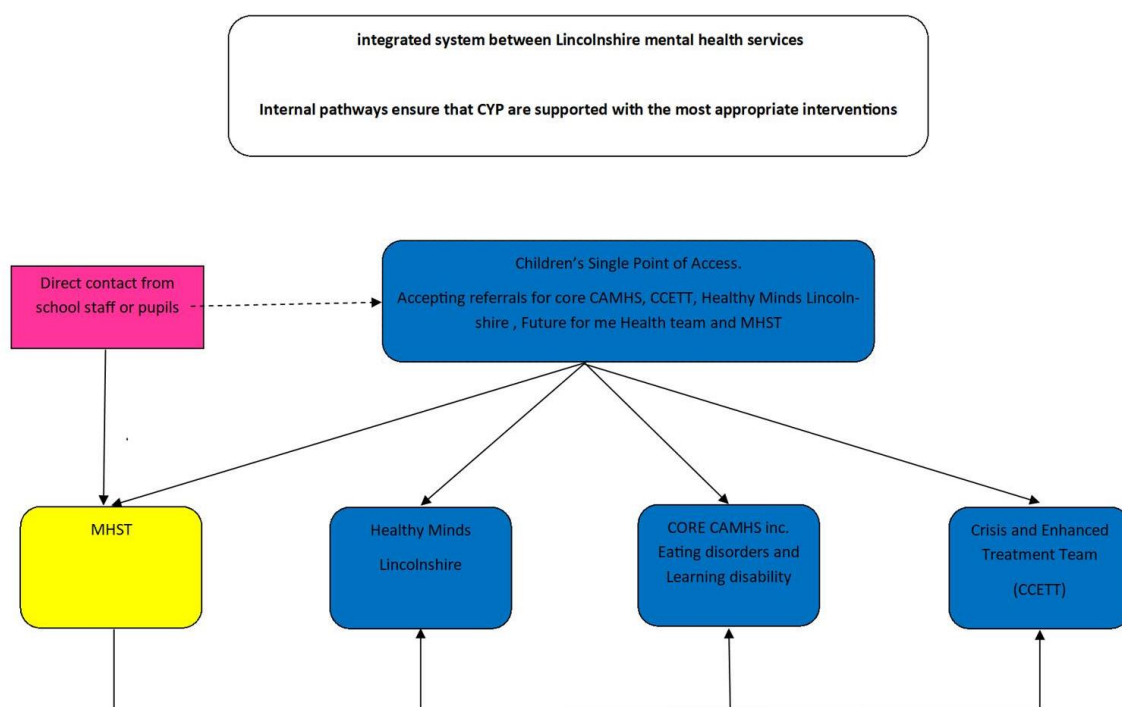 integrated system between Lincolnshire mental health services
Internal pathways ensure that CYP are supported with the most appropriate interventions
Direct contact from
school staff or pupils
Children’s Single Point of Access.
Accepting referrals for core CAMHS, CCETT, Healthy Minds Lincoln-
shire , Future for me Health team and MHST
MHST
Healthy Minds
Lincolnshire
CORE CAMHS inc.
Eating disorders and
Learning disability
Crisis and Enhanced
Treatment Team
(CCETT)